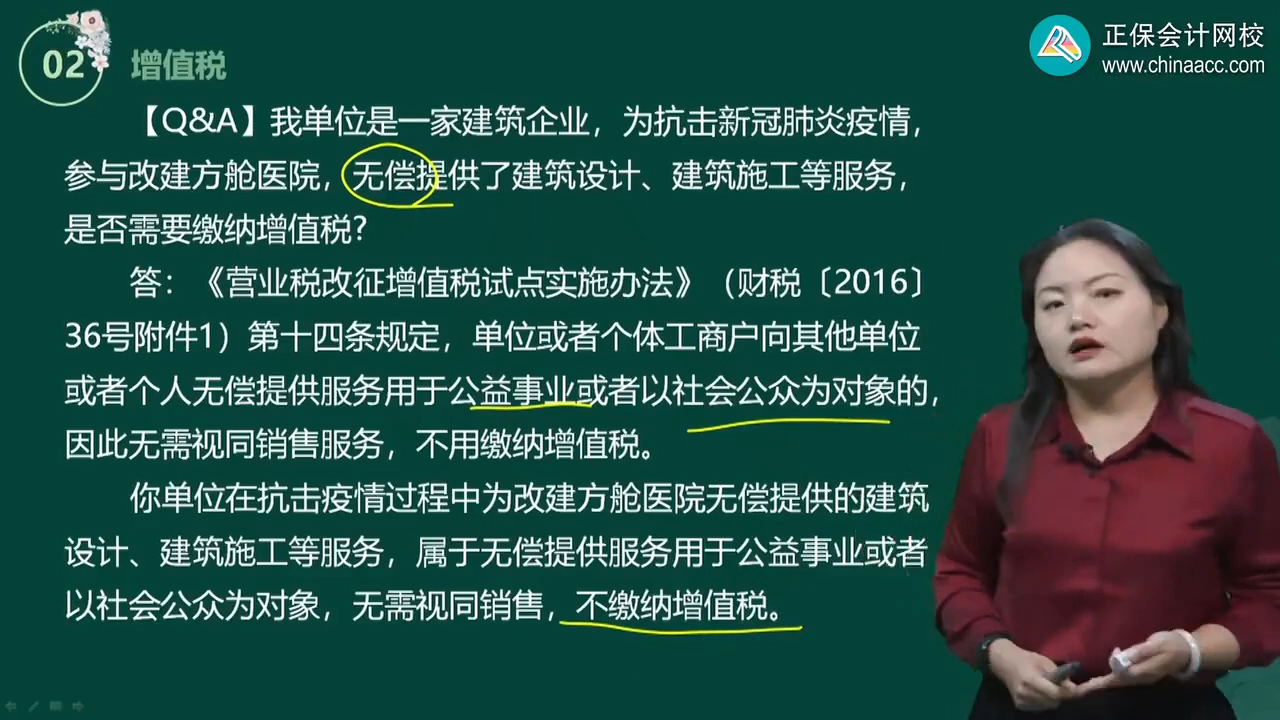 02 增值税
正保会计网校
www.chinaacc.com
【Q&A】我单位是一家建筑企业，为抗击新冠肺炎疫情，
参与改建方舱医院，无偿提供了建筑设计、建筑施工等服务，
是否需要缴纳增值税？
答：《营业税改征增值税试点实施办法》（财税〔2016〕
36号附件1）第十四条规定，单位或者个体工商户向其他单位
或者个人无偿提供服务用于公益事业或者以社会公众为对象的，
因此无需视同销售服务，不用缴纳增值税。
你单位在抗击疫情过程中为改建方舱医院无偿提供的建筑
设计、建筑施工等服务，属于无偿提供服务用于公益事业或者
以社会公众为对象，无需视同销售，不缴纳增值税。